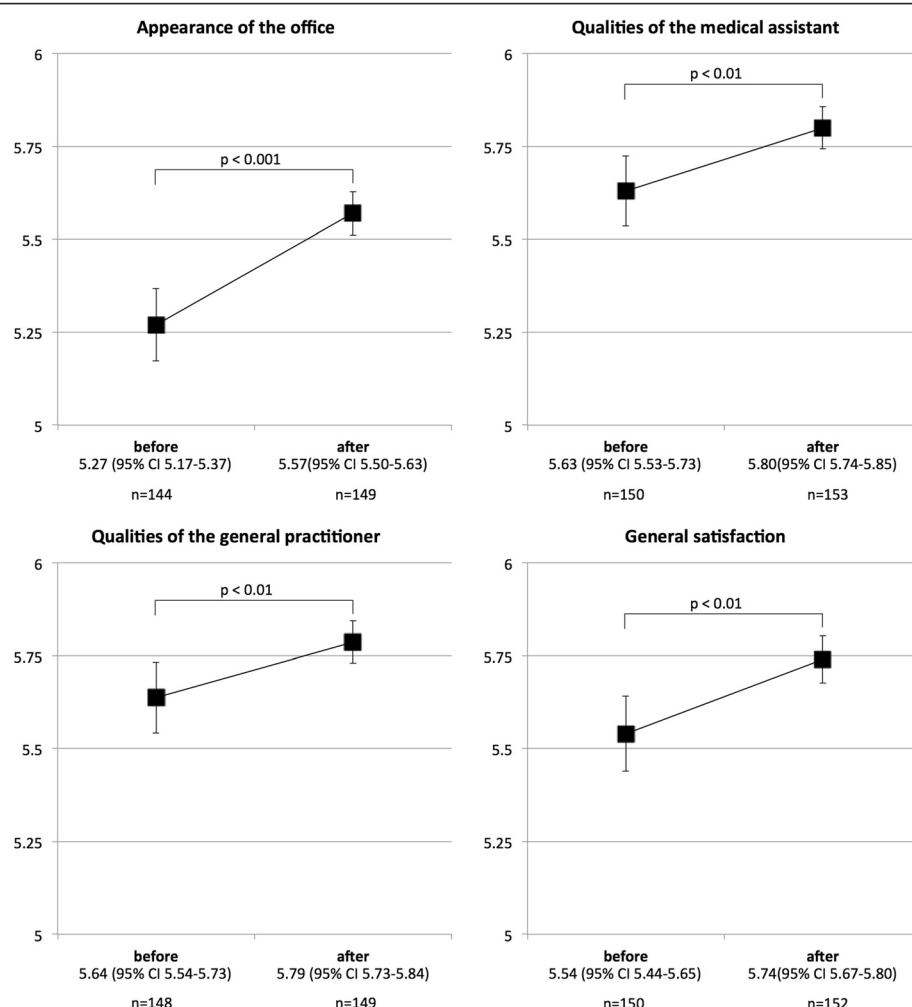 Appearance of the office
6
p < 0.001
5.75
5.5
5.25
5
before
5.27 (95% CI 5.17-5.37)
n=144
after
5.57(95% CI 5.50-5.63)
n=149
Qualities of the medical assistant
6
p < 0.01
5.75
5.5
5.25
5
before
5.63 (95% CI 5.53-5.73)
n=150
after
5.80(95% CI 5.74-5.85)
n=153
Qualities of the general practitioner
6
p < 0.01
5.75
5.5
5.25
5
before
5.64 (95% CI 5.54-5.73)
n=148
after
5.79 (95% CI 5.73-5.84)
n=149
General satisfaction
6
p < 0.01
5.75
5.5
5.25
5
before
5.54 (95% CI 5.44-5.65)
n=150
after
5.74(95% CI 5.67-5.80)
n=152